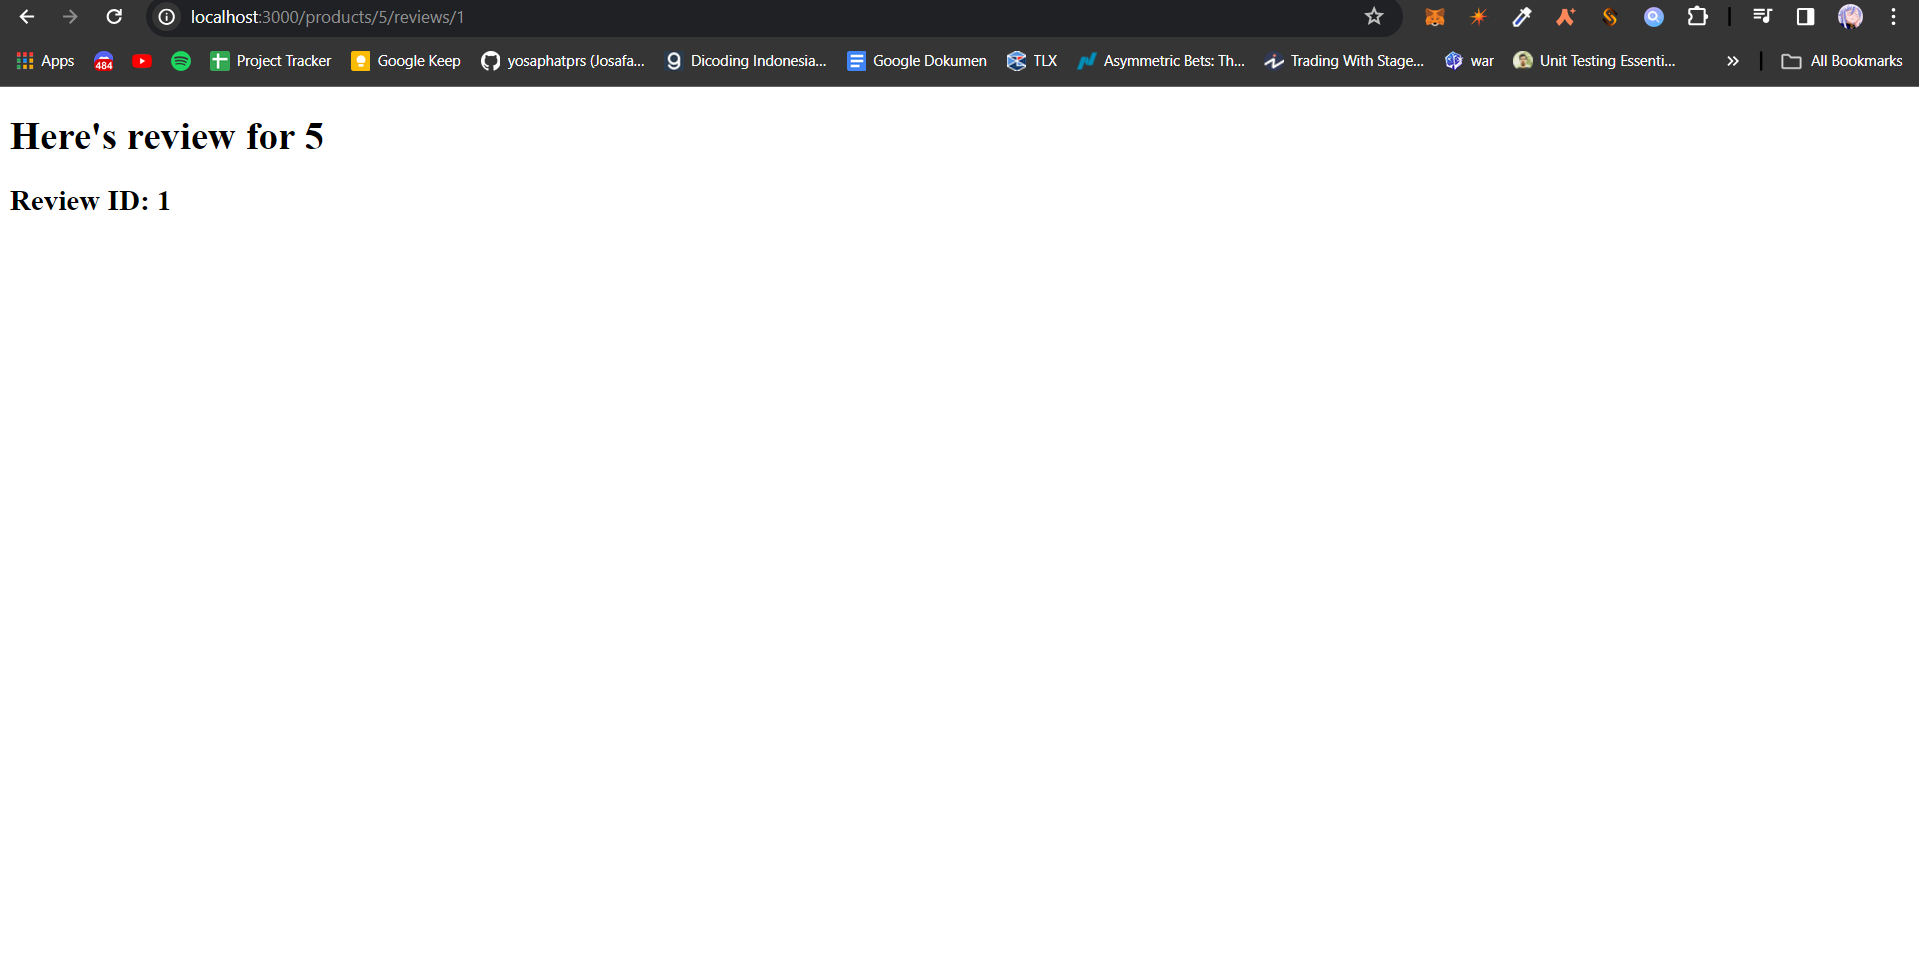 localhost:3000/products/5/reviews/1
Apps 484 Project Tracker Google Keep yosaphatprs (Josafa... Dicoding Indonesia... Google Dokumen TLX Asymmetric Bets: Th... Trading With Stage... war Unit Testing Essenti... » All Bookmarks
Here's review for 5
Review ID: 1